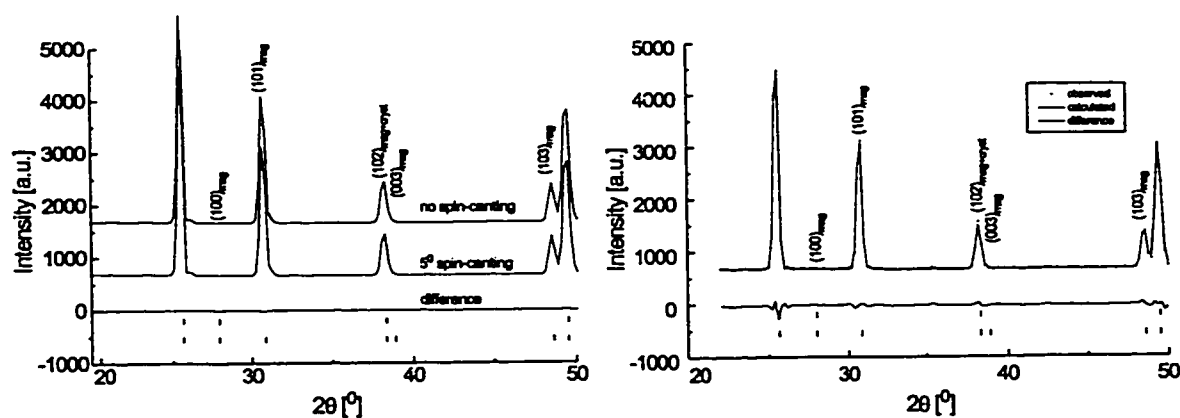 5000
4000
3000
2000
1000
0
-1000
Intensity [a.u.]
(100)mag
(101)mag
(102)mag+cryst
(003)mag
(103)mag
no spin-canting
5⁰ spin-canting
difference
20
30
40
50
2θ [⁰]
5000
4000
3000
2000
1000
0
-1000
Intensity [a.u.]
(100)mag
(101)mag
(102)mag+cryst
(003)mag
(103)mag
observed
calculated
difference
20
30
40
50
2θ [⁰]